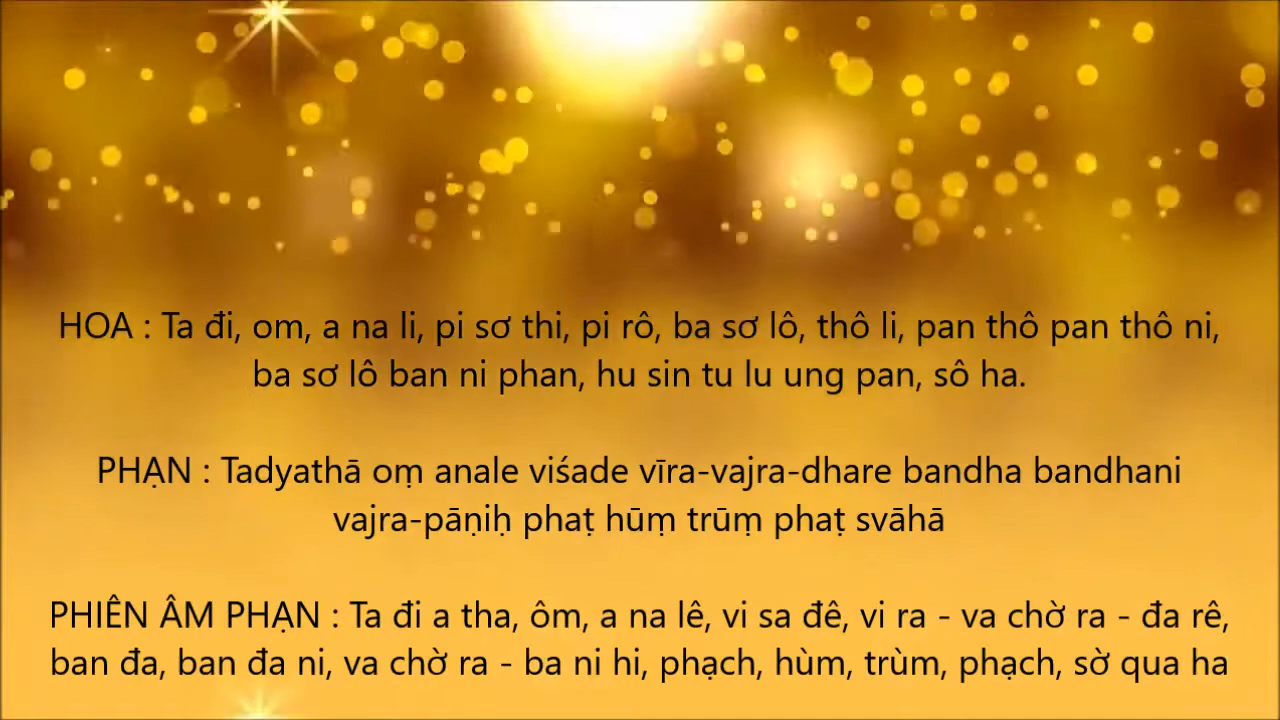 HOA : Ta đi, om, a na li, pi sơ thi, pi rô, ba sơ lô, thô li, pan thô pan thô ni,
ba sơ lô ban ni phan, hu sin tu lu ung pan, sô ha.
PHẠN : Tadyathā oṃ anale viśade vīra-vajra-dhare bandha bandhani
vajra-pāṇiḥ phaṭ hūṃ trūṃ phaṭ svāhā
PHIÊN ÂM PHẠN : Ta đi a tha, ôm, a na lê, vi sa đê, vi ra - va chờ ra - đa rê,
ban đa, ban đa ni, va chờ ra - ba ni hi, phạch, hùm, trùm, phạch, sờ qua ha